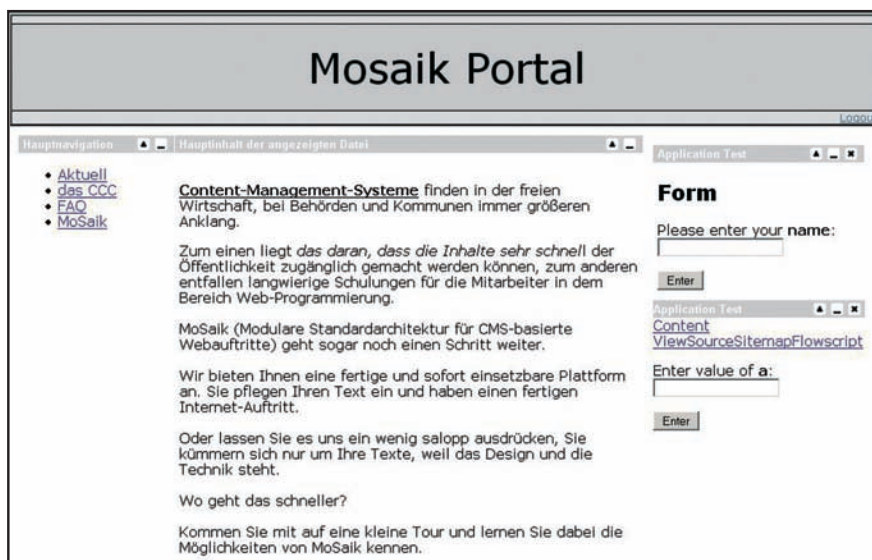 Mosaik Portal
Logou
Hauptnavigation
Aktuell
das CCC
FAQ
MoSaik
Hauptinhalt der angezeigten Datei
Content-Management-Systeme finden in der freien
Wirtschaft, bei Behörden und Kommunen immer größeren
Anklang.
Zum einen liegt das daran, dass die Inhalte sehr schnell der
Öffentlichkeit zugänglich gemacht werden können, zum anderen
entfallen langwierige Schulungen für die Mitarbeiter in dem
Bereich Web-Programmierung.
MoSaik (Modulare Standardarchitektur für CMS-basierte
Webauftritte) geht sogar noch einen Schritt weiter.
Wir bieten Ihnen eine fertige und sofort einsetzbare Plattform
an. Sie pflegen Ihren Text ein und haben einen fertigen
Internet-Auftritt.
Oder lassen Sie es uns ein wenig salopp ausdrücken, Sie
kümmern sich nur um Ihre Texte, weil das Design und die
Technik steht.
Wo geht das schneller?
Kommen Sie mit auf eine kleine Tour und lernen Sie dabei die
Möglichkeiten von MoSaik kennen.
Application Test
Form
Please enter your name:
Enter
Application Test
Content
ViewSourceSitemapFlowscript
Enter value of a:
Enter